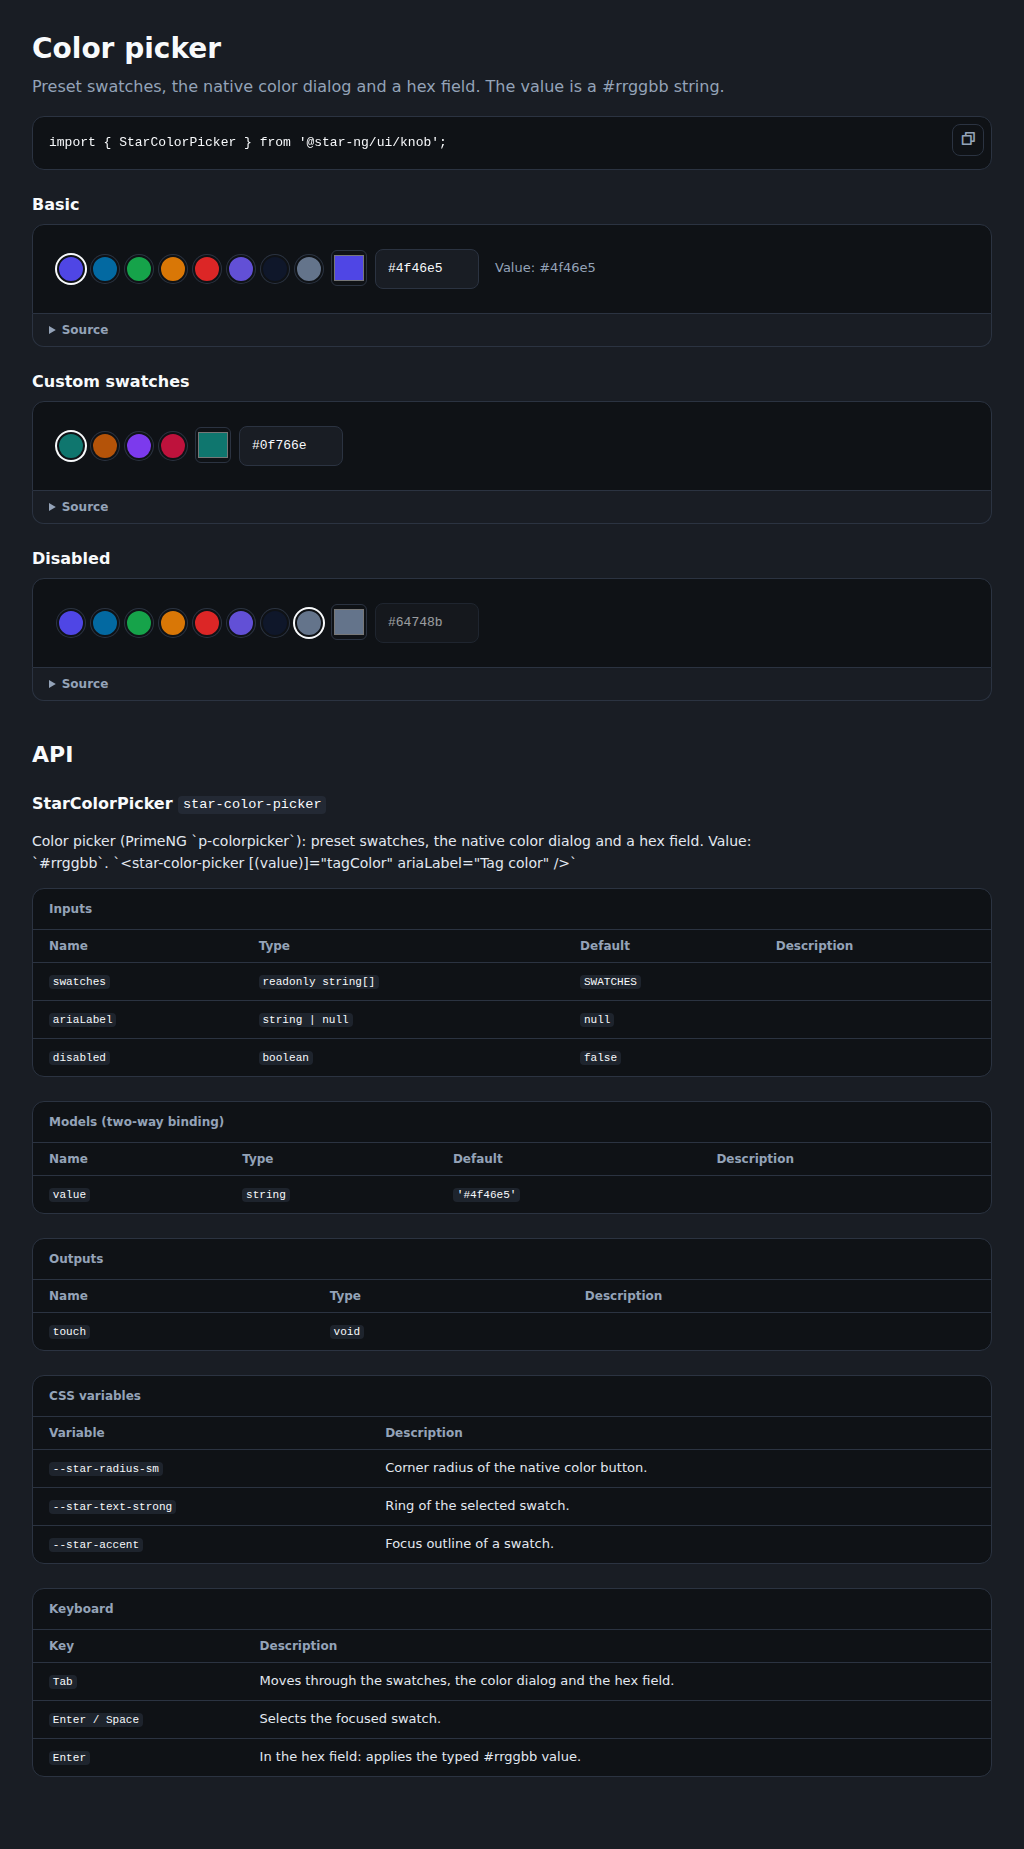 Color picker
Preset swatches, the native color dialog and a hex field. The value is a #rrggbb string.
import { StarColorPicker } from '@star-ng/ui/knob';
Basic
#4f46e5 Value: #4f46e5
Source
Custom swatches
#0f766e
Source
Disabled
#64748b
Source
API
StarColorPicker star-color-picker
Color picker (PrimeNG `p-colorpicker`): preset swatches, the native color dialog and a hex field. Value:
`#rrggbb`. `<star-color-picker [(value)]="tagColor" ariaLabel="Tag color" />`
Inputs
Name Type Default Description
swatches readonly string[] SWATCHES
ariaLabel string | null null
disabled boolean false
Models (two-way binding)
Name Type Default Description
value string '#4f46e5'
Outputs
Name Type Description
touch void
CSS variables
Variable Description
--star-radius-sm Corner radius of the native color button.
--star-text-strong Ring of the selected swatch.
--star-accent Focus outline of a swatch.
Keyboard
Key Description
Tab Moves through the swatches, the color dialog and the hex field.
Enter / Space Selects the focused swatch.
Enter In the hex field: applies the typed #rrggbb value.